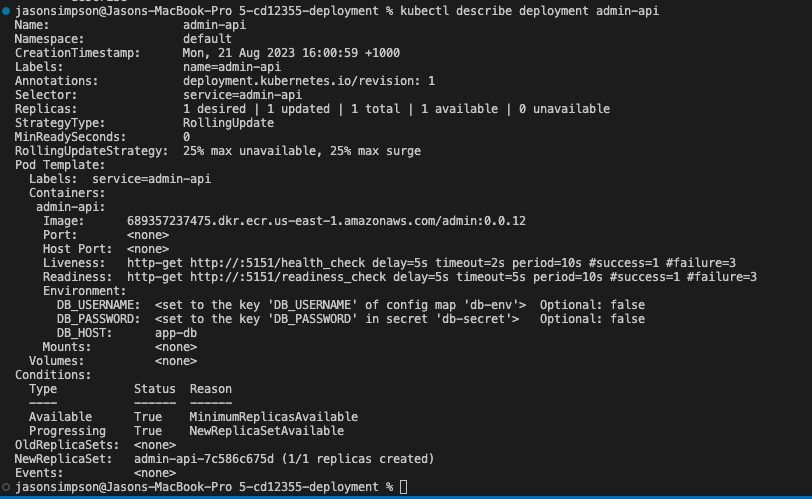 jasonsimpson@Jasons-MacBook-Pro 5-cd12355-deployment % kubectl describe deployment admin-api
Name:                   admin-api
Namespace:              default
CreationTimestamp:      Mon, 21 Aug 2023 16:00:59 +1000
Labels:                 name=admin-api
Annotations:            deployment.kubernetes.io/revision: 1
Selector:               service=admin-api
Replicas:               1 desired | 1 updated | 1 total | 1 available | 0 unavailable
StrategyType:           RollingUpdate
MinReadySeconds:        0
RollingUpdateStrategy:  25% max unavailable, 25% max surge
Pod Template:
  Labels:  service=admin-api
  Containers:
   admin-api:
    Image:      689357237475.dkr.ecr.us-east-1.amazonaws.com/admin:0.0.12
    Port:       <none>
    Host Port:  <none>
    Liveness:   http-get http://:5151/health_check delay=5s timeout=2s period=10s #success=1 #failure=3
    Readiness:  http-get http://:5151/readiness_check delay=5s timeout=5s period=10s #success=1 #failure=3
    Environment:
      DB_USERNAME:  <set to the key 'DB_USERNAME' of config map 'db-env'>  Optional: false
      DB_PASSWORD:  <set to the key 'DB_PASSWORD' in secret 'db-secret'>   Optional: false
      DB_HOST:      app-db
    Mounts:         <none>
  Volumes:          <none>
Conditions:
  Type           Status  Reason
  ----           ------  ------
  Available      True    MinimumReplicasAvailable
  Progressing    True    NewReplicaSetAvailable
OldReplicaSets:  <none>
NewReplicaSet:   admin-api-7c586c675d (1/1 replicas created)
Events:          <none>
jasonsimpson@Jasons-MacBook-Pro 5-cd12355-deployment %